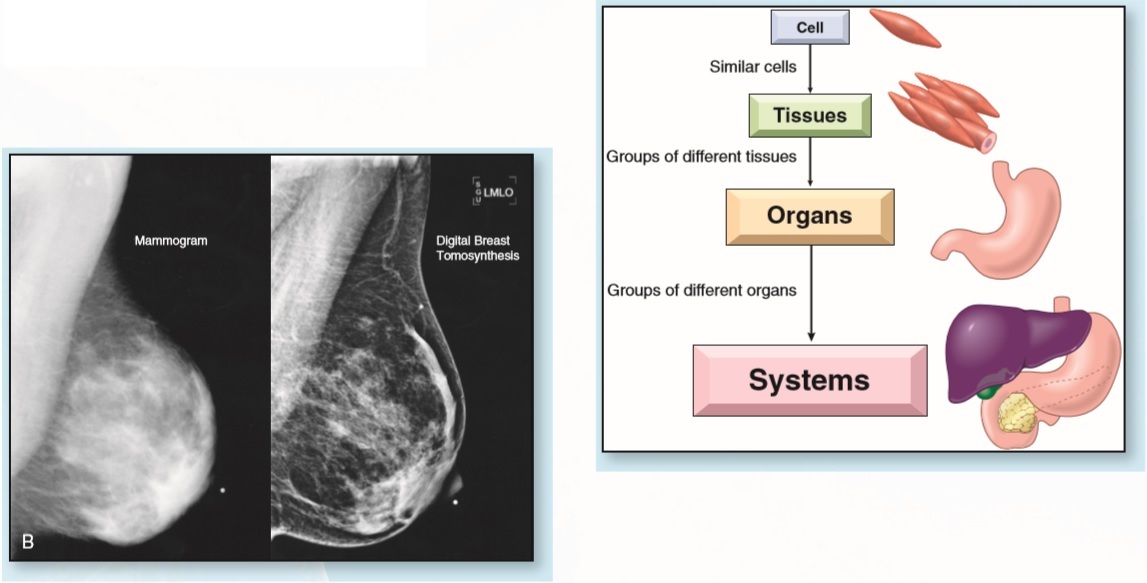 Mammogram
S
G
U
LMLO
Digital Breast
Tomosynthesis
B
Cell
Similar cells
Tissues
Groups of different tissues
Organs
Groups of different organs
Systems